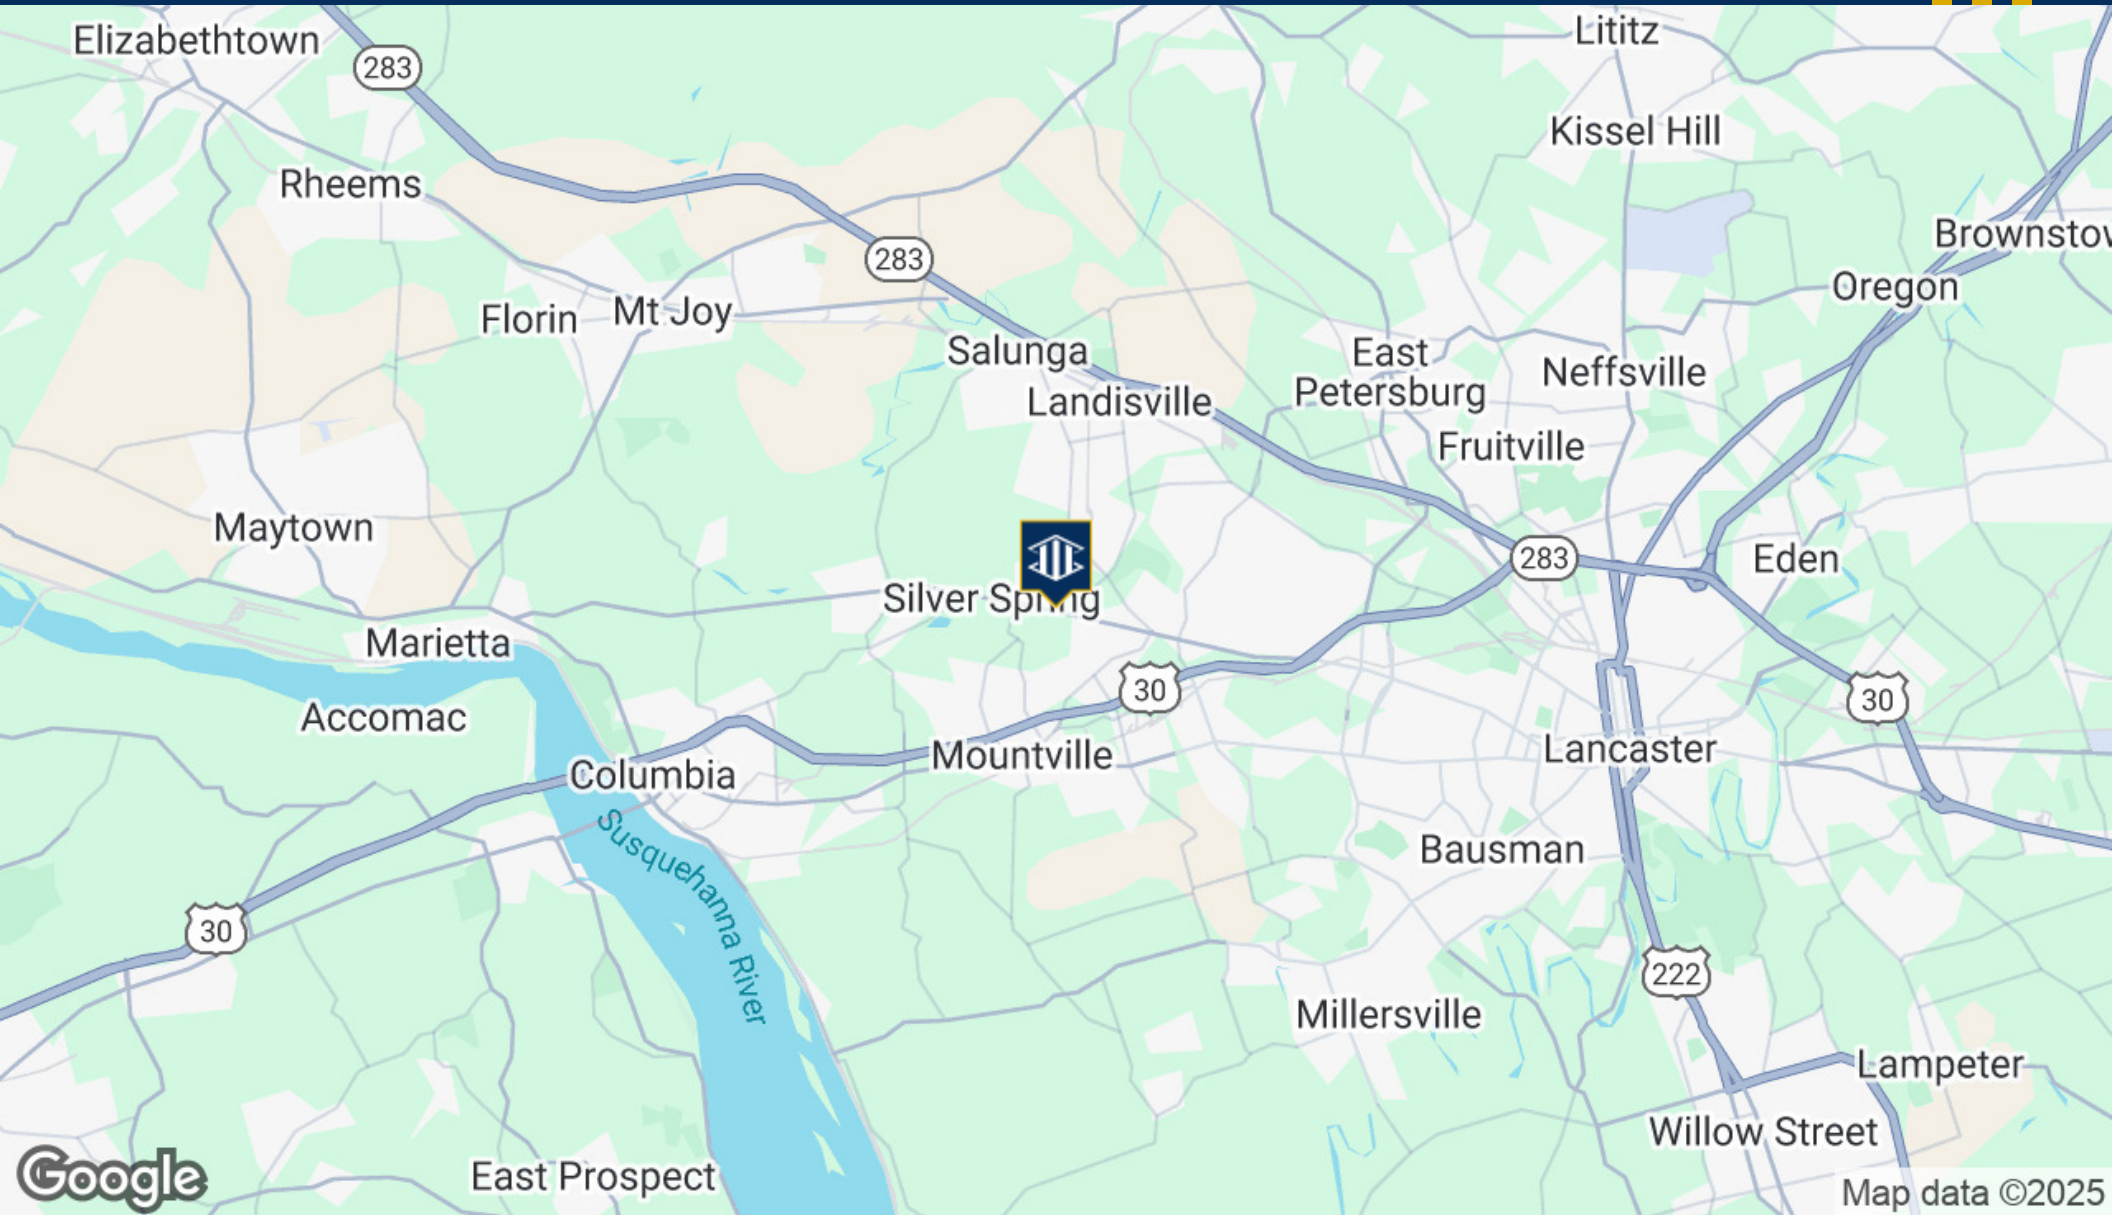 Elizabethtown
283
Lititz
Kissel Hill
Rheems
Brownstow
283
Oregon
Florin
Mt Joy
Salunga
East
Petersburg
Neffsville
Landisville
Fruitville
Maytown
283
Eden
Silver Spring
Marietta
30
30
Accomac
Mountville
Lancaster
Columbia
Susquehanna River
Bausman
30
222
Millersville
Lampeter
Willow Street
East Prospect
Google
Map data ©2025